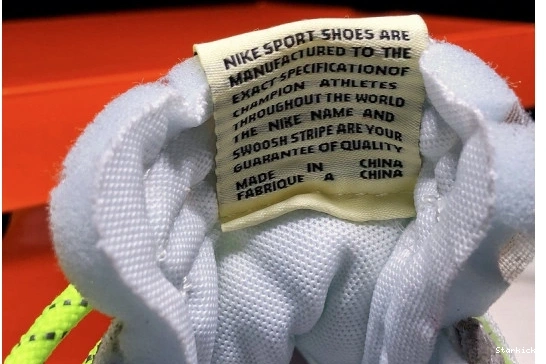 NIKE SPORT SHOES ARE
MANUFACTURED TO THE
EXACT SPECIFICATION OF
CHAMPION ATHLETES
THROUGHOUT THE WORLD
THE NIKE NAME AND
SWOOSH STRIPE ARE YOUR
GUARANTEE OF QUALITY
MADE IN CHINA
FABRIQUE A CHINA